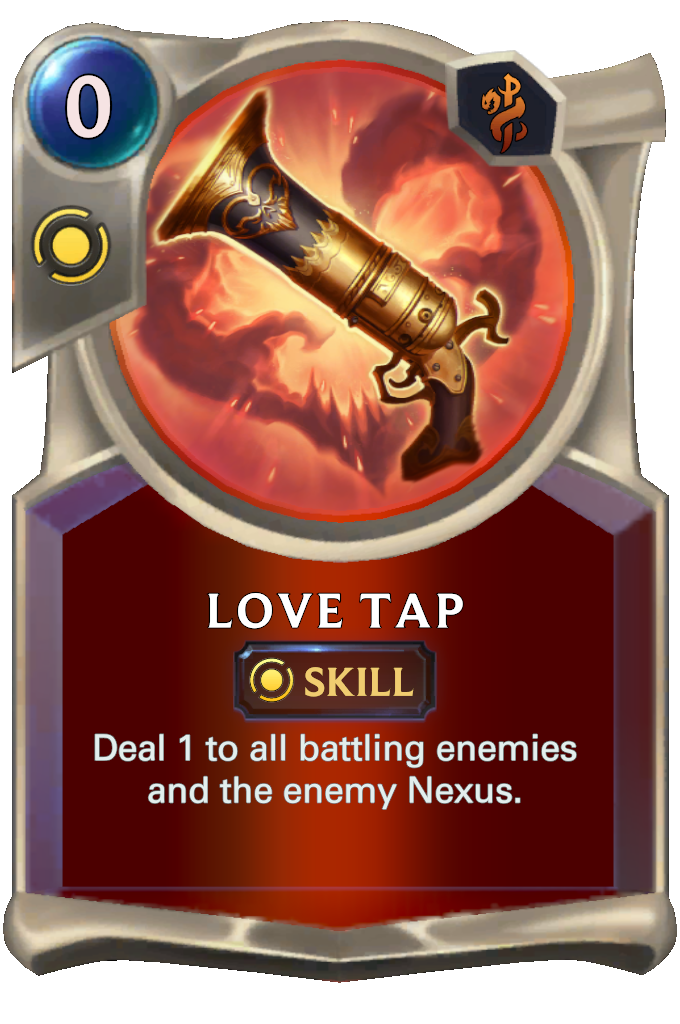 0
LOVE TAP
SKILL
Deal 1 to all battling enemies
and the enemy Nexus.